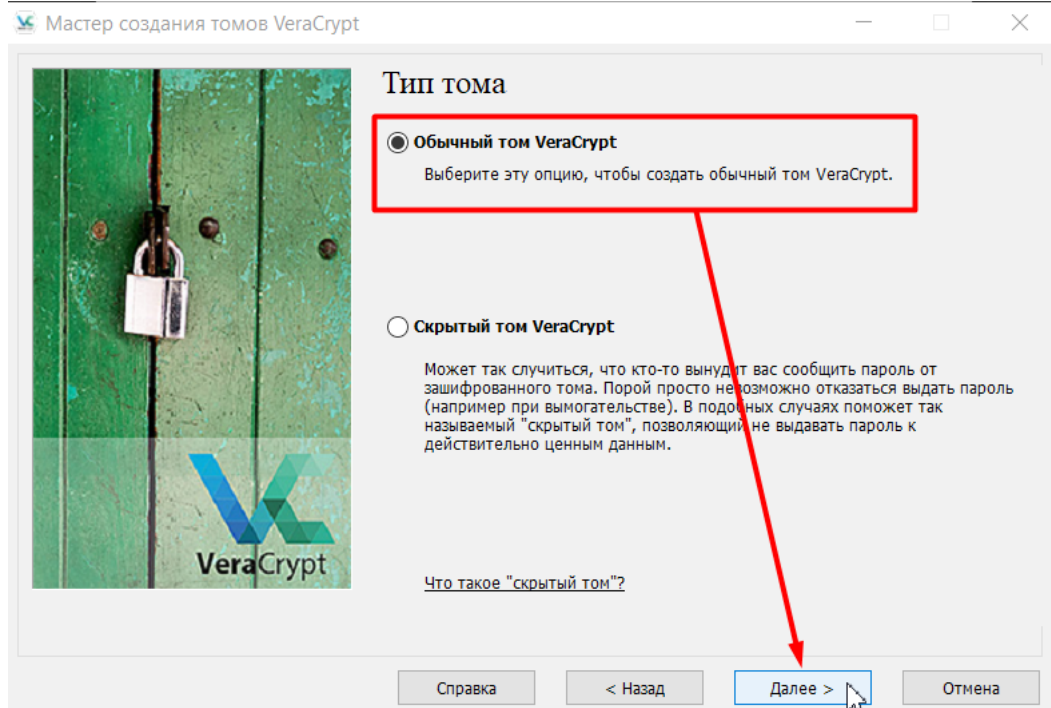 Мастер создания томов VeraCrypt
Тип тома
Обычный том VeraCrypt
Выберите эту опцию, чтобы создать обычный том VeraCrypt.
Скрытый том VeraCrypt
Может так случиться, что кто-то вынудит вас сообщить пароль от
зашифрованного тома. Порой просто невозможно отказаться выдать пароль
(например при вымогательстве). В подобных случаях поможет так
называемый "скрытый том", позволяющий не выдавать пароль к
действительно ценным данным.
VeraCrypt
Что такое "скрытый том"?
Справка
< Назад
Далее >
Отмена